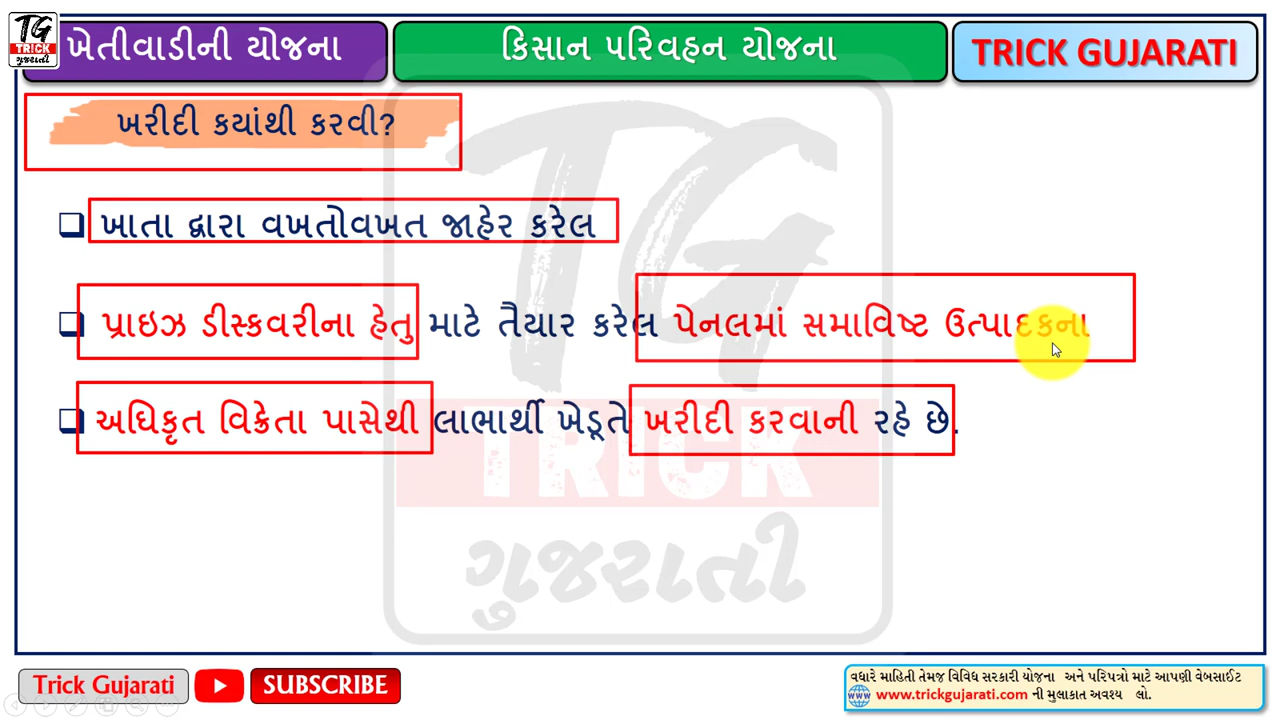 TG
TRICK
ગુજરાતી
ખેતીવાડીની યોજના
કિસાન પરિવહન યોજના
TRICK GUJARATI
ખરીદી કયાંથી કરવી?
ખાતા દ્વારા વખતોવખત જાહેર કરેલ
પ્રાઇઝ ડીસ્કવરીના હેતુ માટે તૈયાર કરેલ પેનલમાં સમાવિષ્ટ ઉત્પાદકના
અધિકૃત વિક્રેતા પાસેથી લાભાર્થી ખેડૂતે ખરીદી કરવાની રહે છે.
TG
TRICK
ગુજરાતી
Trick Gujarati
SUBSCRIBE
વધારે માહિતી તેમજ વિવિધ સરકારી યોજના અને પરિપત્રો માટે આપણી વેબસાઈટ
www.trickgujarati.com ની મુલાકાત અવશ્ય લો.